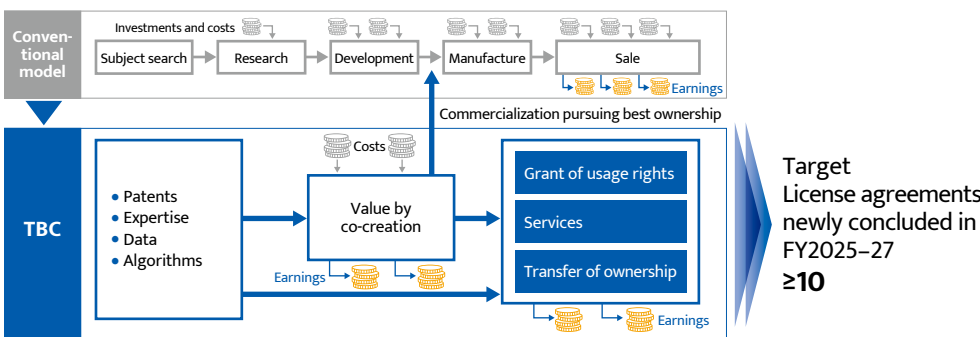 Conven-
tional
model
Investments and costs
Subject search
Research
Development
Manufacture
Sale
Earnings
Commercialization pursuing best ownership
TBC
• Patents
• Expertise
• Data
• Algorithms
Costs
Value by
co-creation
Earnings
Grant of usage rights
Services
Transfer of ownership
Earnings
Target
License agreements
newly concluded in
FY2025–27
≥10